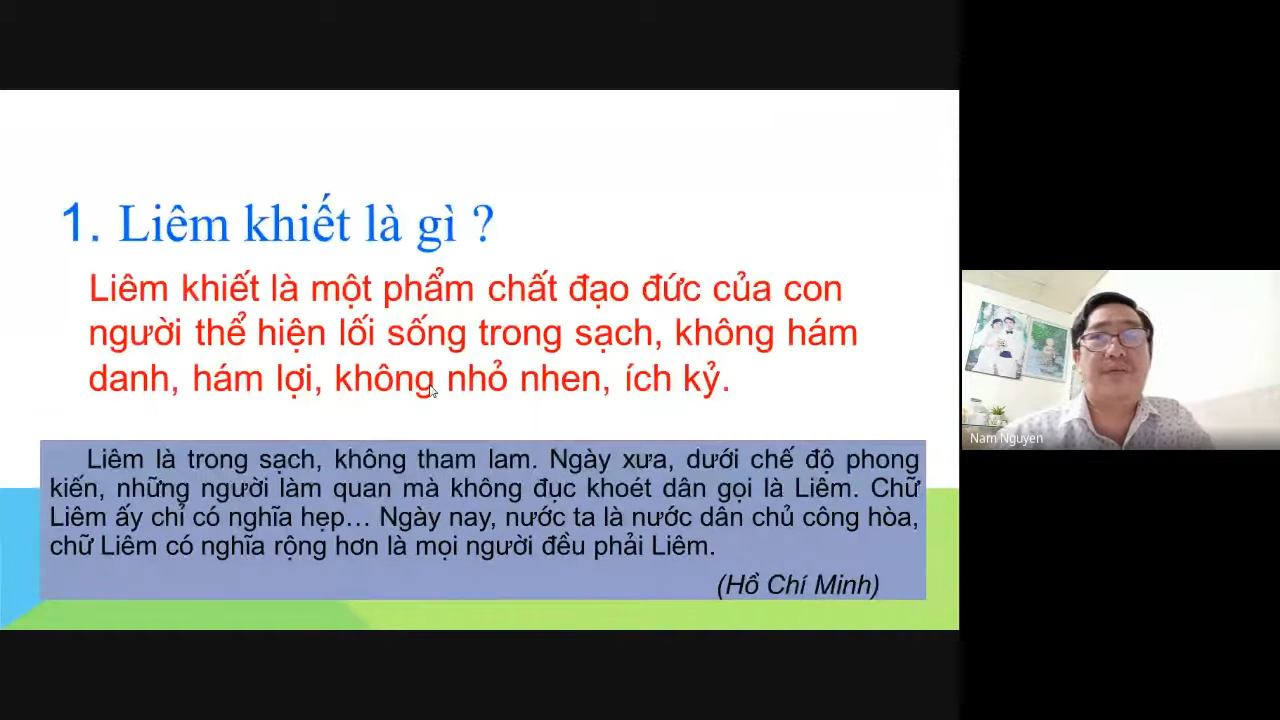 1. Liêm khiết là gì ?
Liêm khiết là một phẩm chất đạo đức của con
người thể hiện lối sống trong sạch, không hám
danh, hám lợi, không nhỏ nhen, ích kỷ.
Liêm là trong sạch, không tham lam. Ngày xưa, dưới chế độ phong
kiến, những người làm quan mà không đục khoét dân gọi là Liêm. Chữ
Liêm ấy chỉ có nghĩa hẹp… Ngày nay, nước ta là nước dân chủ công hòa,
chữ Liêm có nghĩa rộng hơn là mọi người đều phải Liêm.
(Hồ Chí Minh)
Nam Nguyen